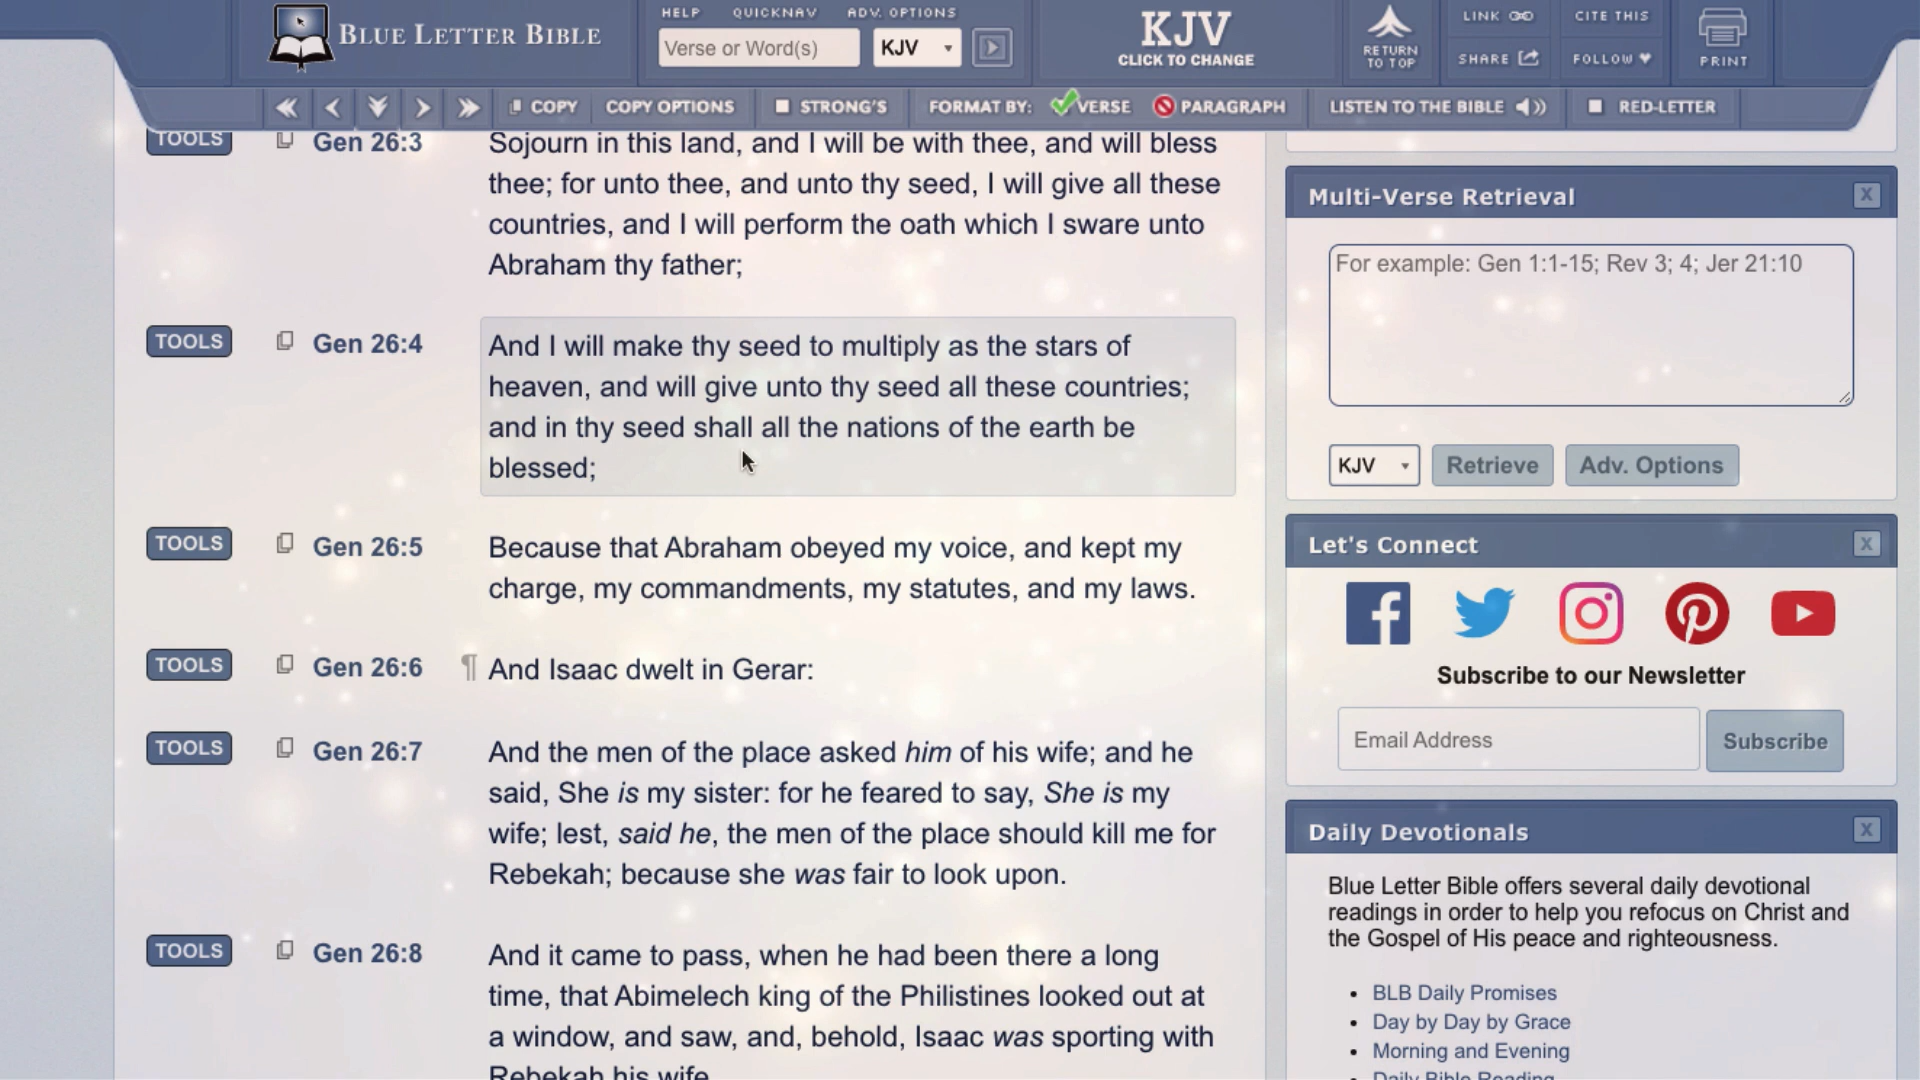 HELP QUICKNAV ADV. OPTIONS
BLUE LETTER BIBLE
Verse or Word(s)
KJV
KJV
CLICK TO CHANGE
RETURN
TO TOP
LINK
CITE THIS
SHARE
FOLLOW
PRINT
COPY
COPY OPTIONS
STRONG'S
FORMAT BY: VERSE PARAGRAPH
LISTEN TO THE BIBLE
RED-LETTER
TOOLS
Gen 26:3
Sojourn in this land, and I will be with thee, and will bless
thee; for unto thee, and unto thy seed, I will give all these
countries, and I will perform the oath which I sware unto
Abraham thy father;
TOOLS
Gen 26:4
And I will make thy seed to multiply as the stars of
heaven, and will give unto thy seed all these countries;
and in thy seed shall all the nations of the earth be
blessed;
TOOLS
Gen 26:5
Because that Abraham obeyed my voice, and kept my
charge, my commandments, my statutes, and my laws.
TOOLS
Gen 26:6
¶ And Isaac dwelt in Gerar:
TOOLS
Gen 26:7
And the men of the place asked him of his wife; and he
said, She is my sister: for he feared to say, She is my
wife; lest, said he, the men of the place should kill me for
Rebekah; because she was fair to look upon.
TOOLS
Gen 26:8
And it came to pass, when he had been there a long
time, that Abimelech king of the Philistines looked out at
a window, and saw, and, behold, Isaac was sporting with
Rebekah his wife.
Multi-Verse Retrieval
X
For example: Gen 1:1-15; Rev 3; 4; Jer 21:10
KJV
Retrieve
Adv. Options
Let's Connect
X
Subscribe to our Newsletter
Email Address
Subscribe
Daily Devotionals
X
Blue Letter Bible offers several daily devotional
readings in order to help you refocus on Christ and
the Gospel of His peace and righteousness.
• BLB Daily Promises
• Day by Day by Grace
• Morning and Evening
• Daily Bible Reading